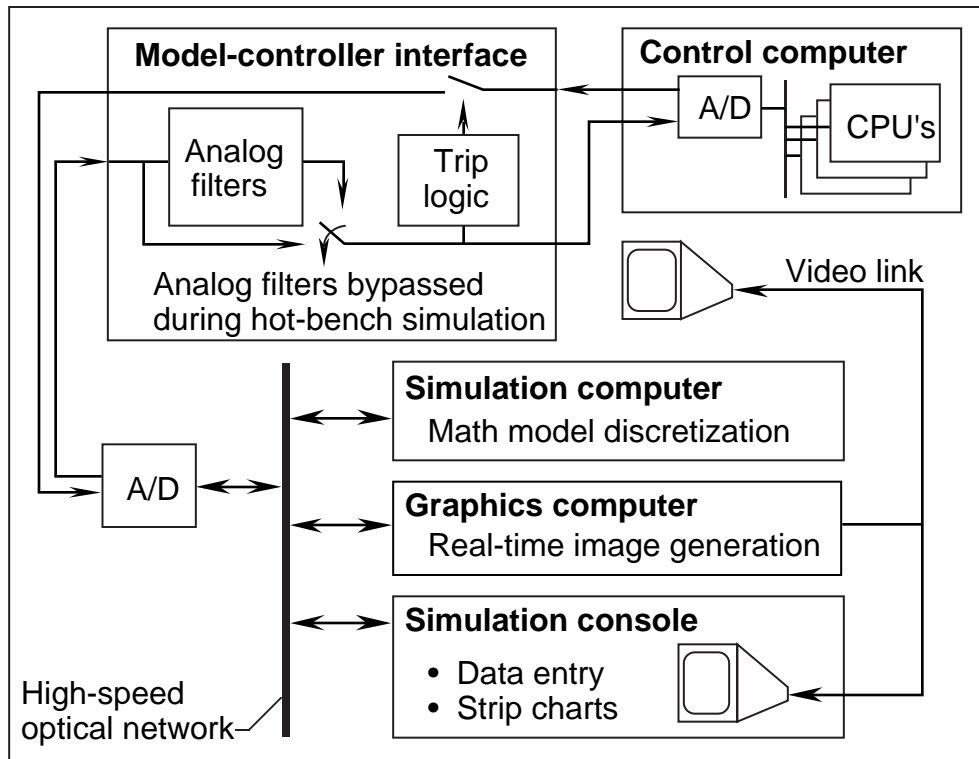 Model-controller interface
Analog
filters
Trip
logic
Analog filters bypassed
during hot-bench simulation
Control computer
A/D
CPU's
Video link
Simulation computer
Math model discretization
A/D
Graphics computer
Real-time image generation
Simulation console
• Data entry
• Strip charts
High-speed
optical network